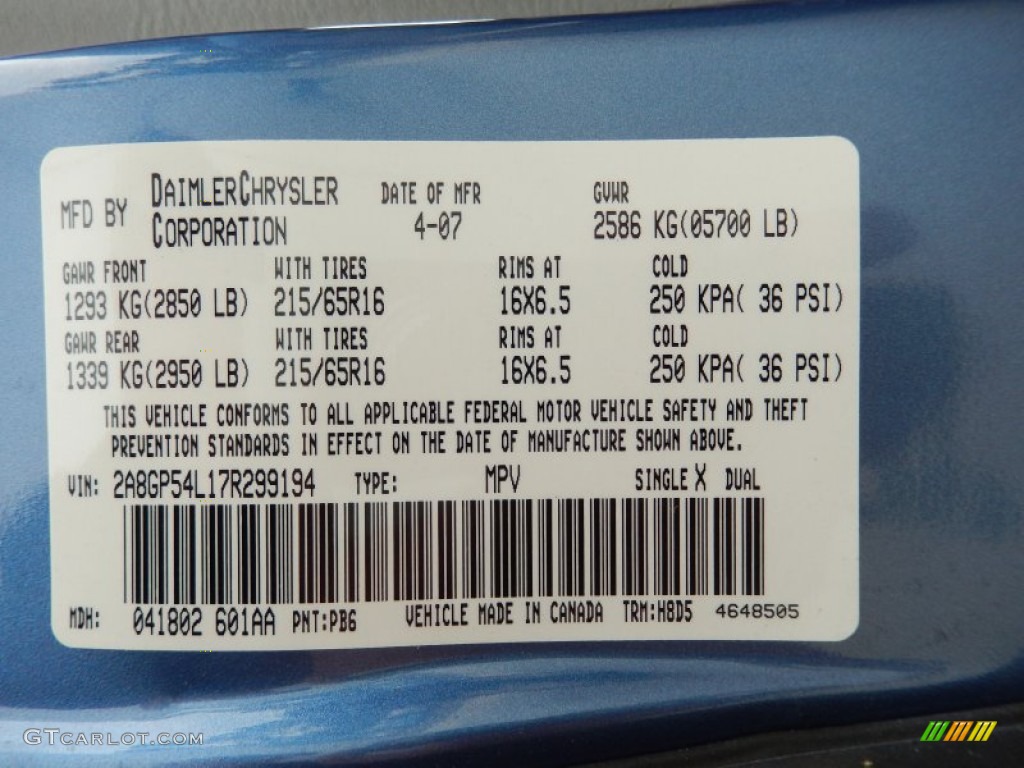 MFD BY DAIMLERCHRYSLER CORPORATION DATE OF MFR 4-07 GVWR 2586 KG(05700 LB)
GAWR FRONT WITH TIRES RIMS AT COLD
1293 KG(2850 LB) 215/65R16 16X6.5 250 KPA( 36 PSI)
GAWR REAR WITH TIRES RIMS AT COLD
1339 KG(2950 LB) 215/65R16 16X6.5 250 KPA( 36 PSI)
THIS VEHICLE CONFORMS TO ALL APPLICABLE FEDERAL MOTOR VEHICLE SAFETY AND THEFT
PREVENTION STANDARDS IN EFFECT ON THE DATE OF MANUFACTURE SHOWN ABOVE.
VIN: 2A8GP54L17R299194 TYPE: MPV SINGLE X DUAL
MDH: 041802 601AA PNT:PB6 VEHICLE MADE IN CANADA TRM:H8D5 4648505
GTCARLOT.COM